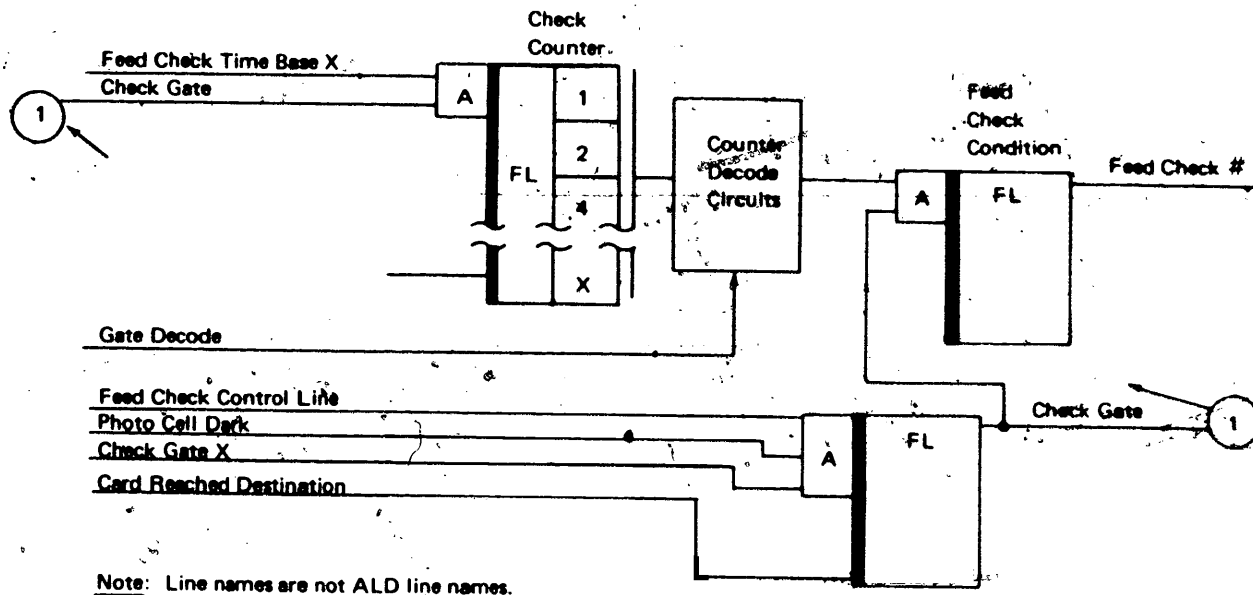 Check
Counter
Feed Check Time Base X
Check Gate
1
A
FL
1
2
4
X
Counter
Decode
Circuits
Feed
Check
Condition
A
FL
Feed Check #
Gate Decode
Feed Check Control Line
Photo Cell Dark
Check Gate X
Card Reached Destination
A
FL
Check Gate
1
Note: Line names are not ALD line names.